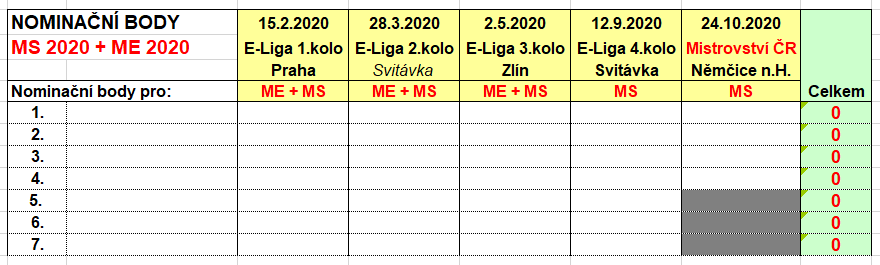 NOMINAČNÍ BODY 15.2.2020 28.3.2020 2.5.2020 12.9.2020 24.10.2020
MS 2020 + ME 2020 E-Liga 1.kolo E-Liga 2.kolo E-Liga 3.kolo E-Liga 4.kolo Mistrovství ČR
Praha Svitávka Zlín Svitávka Němčice n.H.
Nominační body pro: ME + MS ME + MS ME + MS MS MS Celkem
1. 0
2. 0
3. 0
4. 0
5. 0
6. 0
7. 0